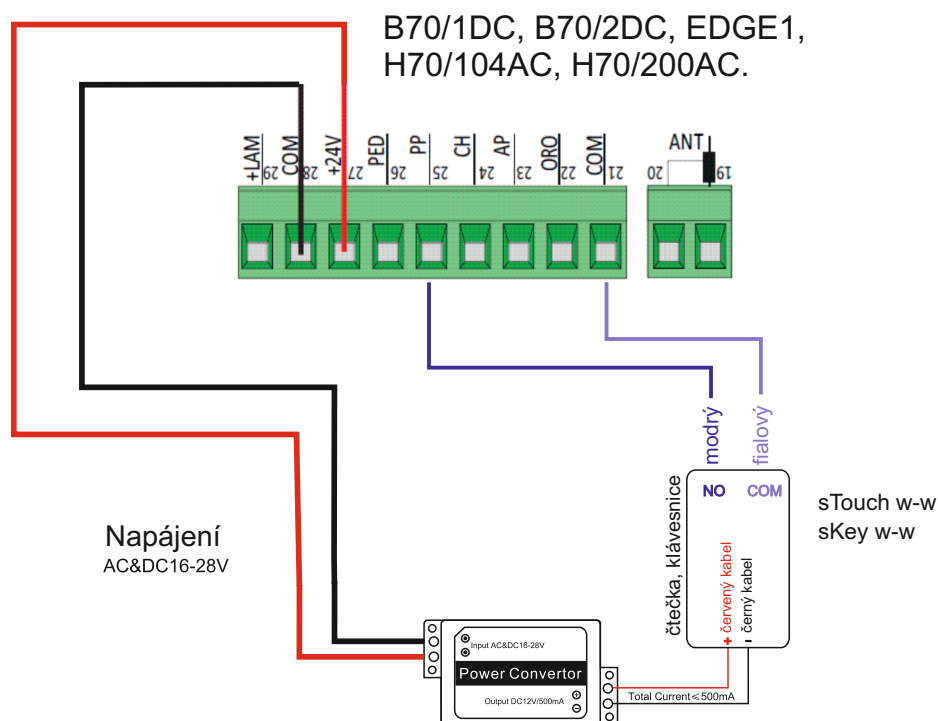 B70/1DC, B70/2DC, EDGE1,
H70/104AC, H70/200AC.
+LAM COM +24V PED PP CH AP ORO COM ANT
29 28 27 26 25 24 23 22 21 20 19
modrý fialový
NO COM
čtečka, klávesnice
+ červený kabel
- černý kabel
sTouch w-w
sKey w-w
Napájení
AC&DC16-28V
Input AC&DC16-28V
Power Convertor
Output DC12V/500mA
Total Current≤500mA